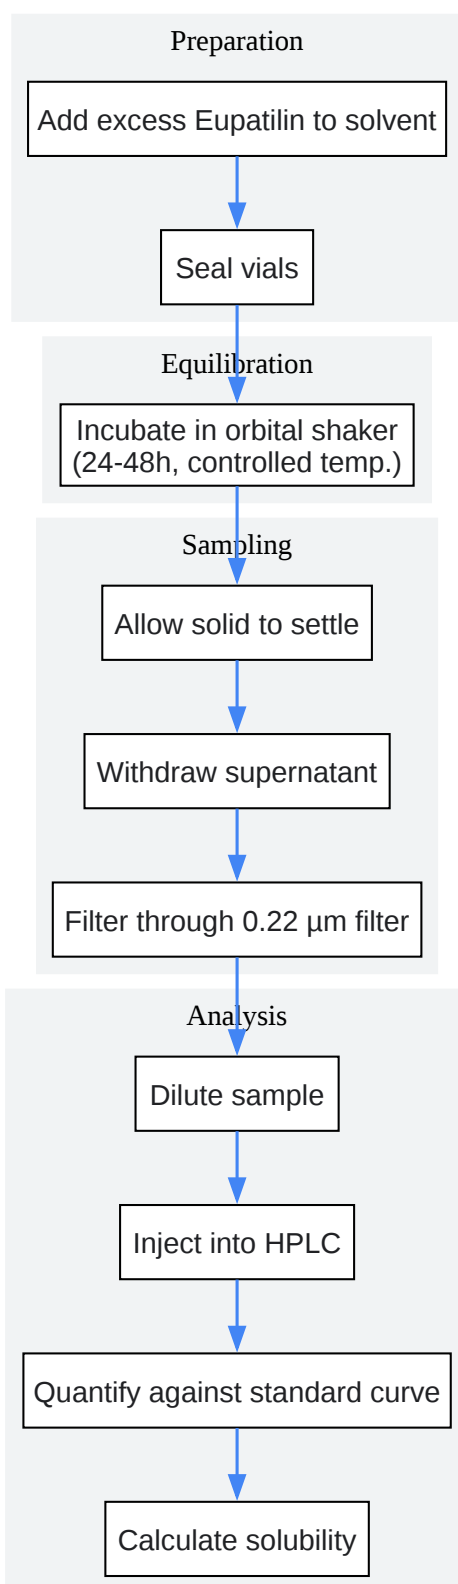 Preparation
Add excess Eupatilin to solvent
Seal vials
Equilibration
Incubate in orbital shaker
(24-48h, controlled temp.)
Sampling
Allow solid to settle
Withdraw supernatant
Filter through 0.22 µm filter
Analysis
Dilute sample
Inject into HPLC
Quantify against standard curve
Calculate solubility